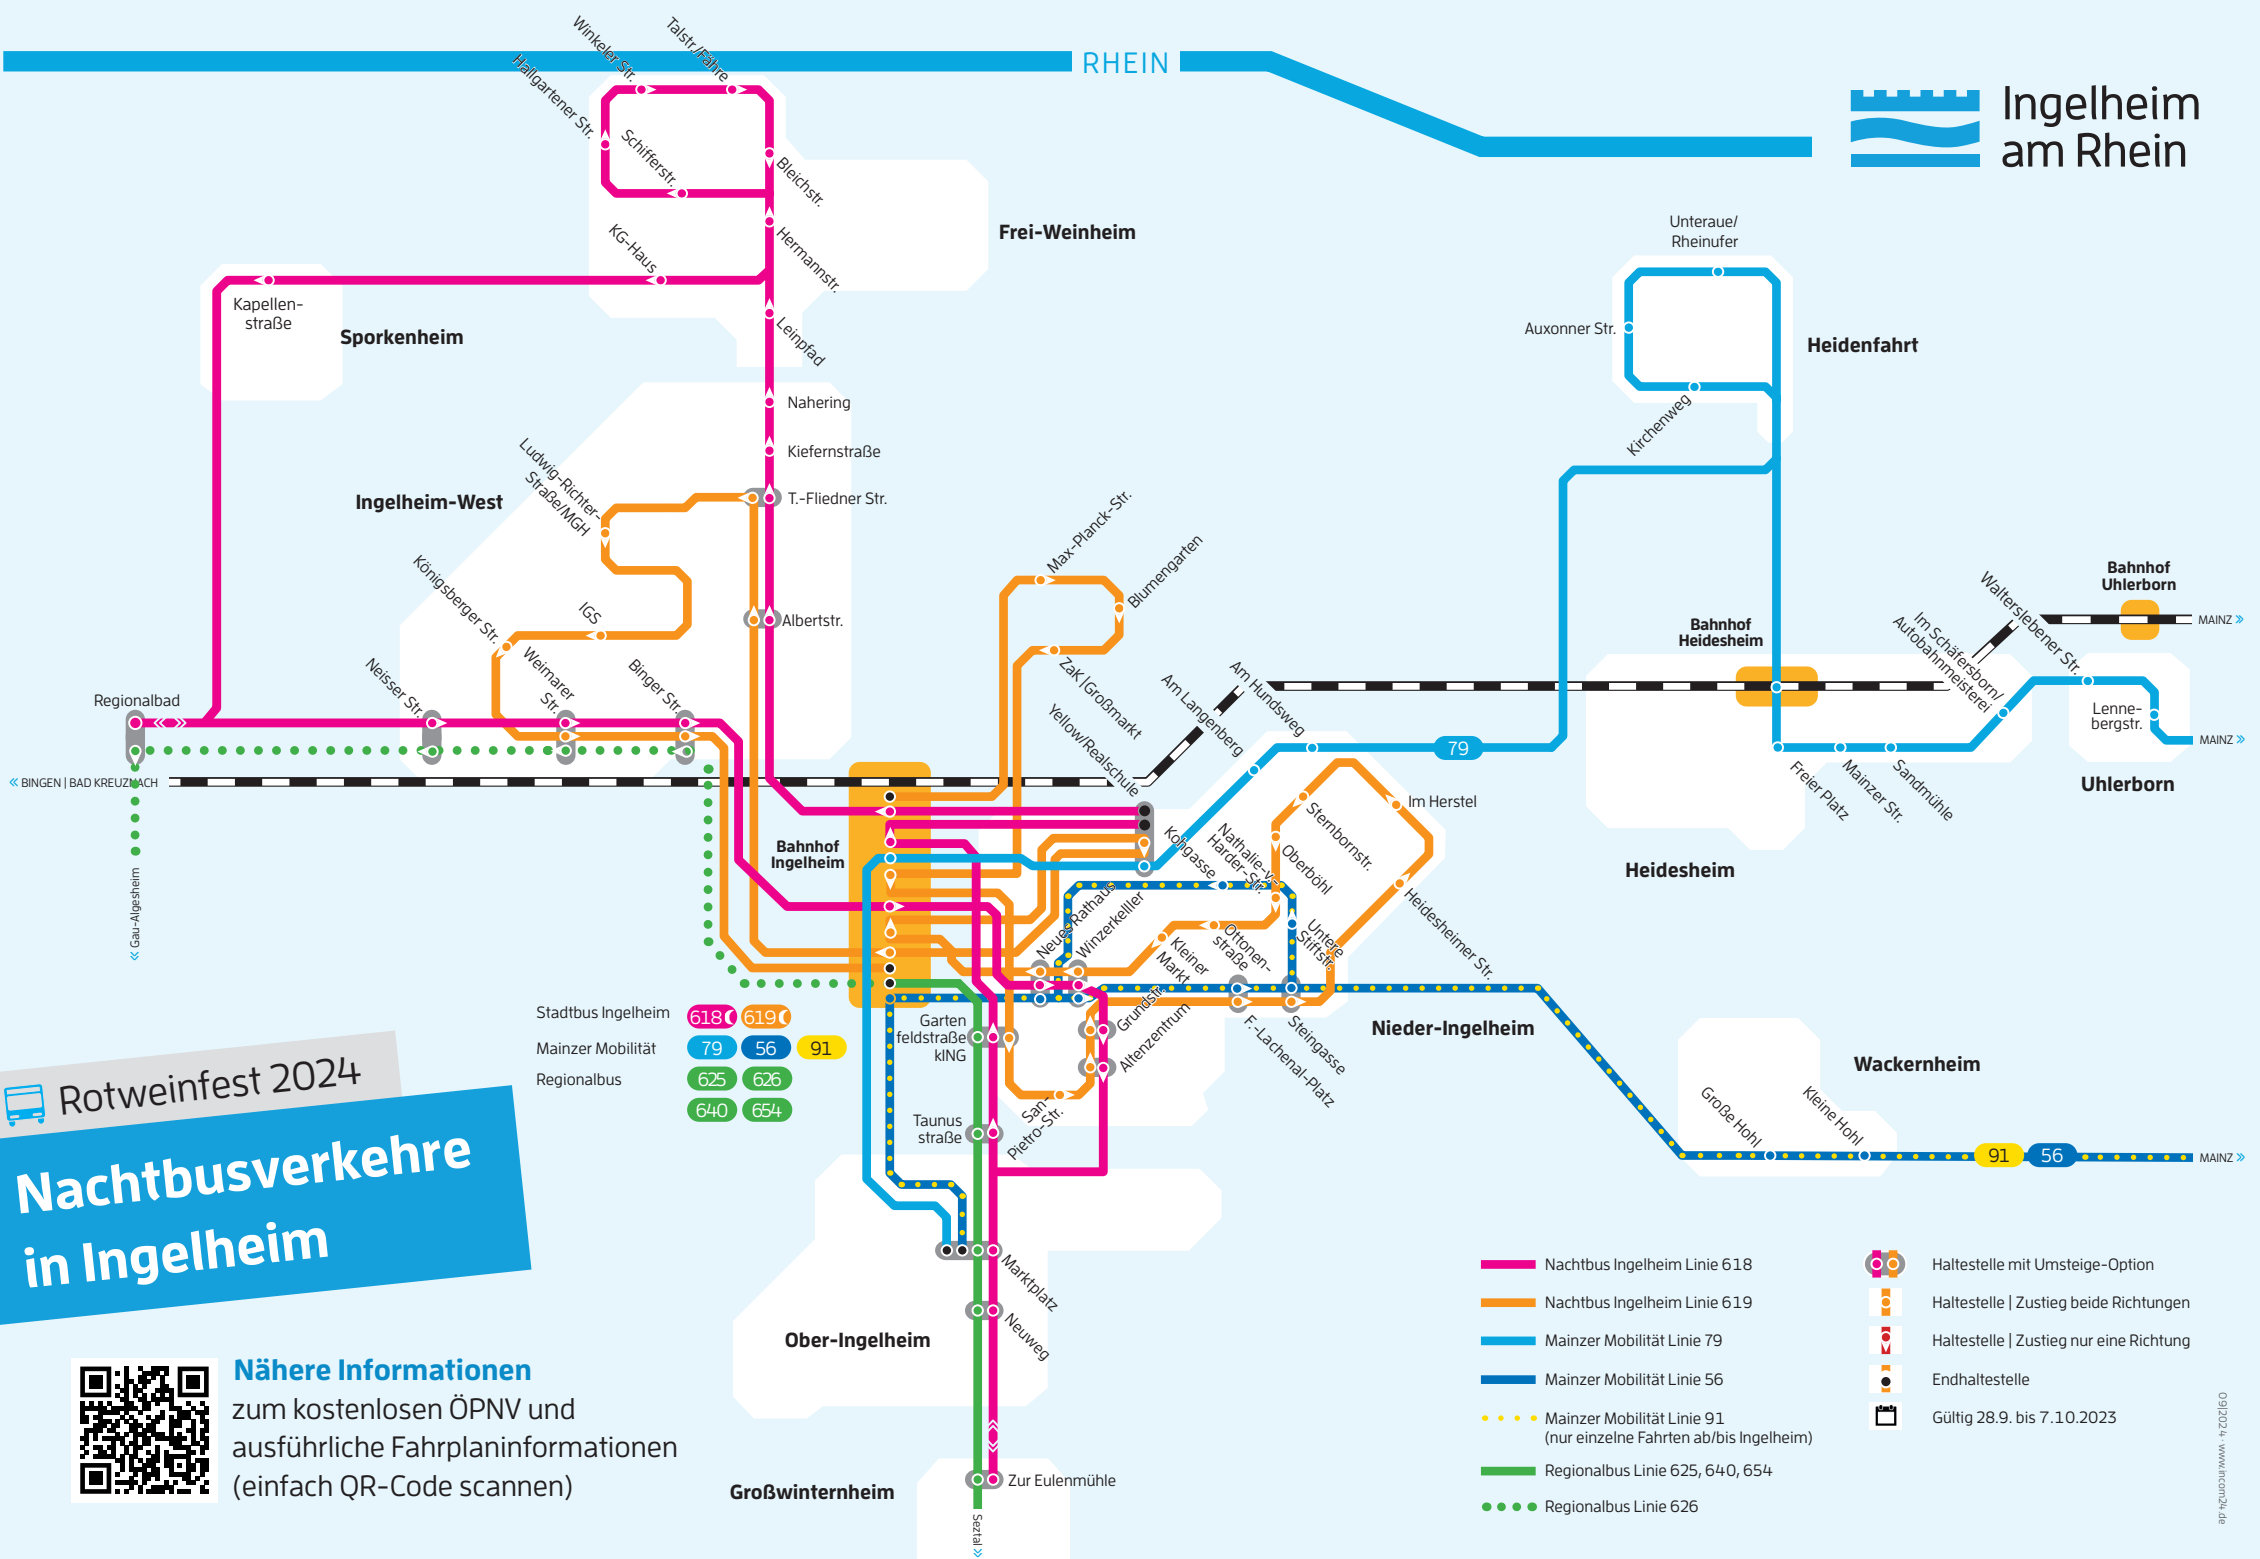 RHEIN
Ingelheim
am Rhein
Winkeler Str.
Talstr./Fähre
Hallgartener Str.
Schifferstr.
Bleichstr.
KG-Haus
Hermannstr.
Frei-Weinheim
Kapellen-
straße
Sporkenheim
Leinpfad
Nahering
Kiefernstraße
T.-Fliedner Str.
Ludwig-Richter-
Straße/MGH
Ingelheim-West
Königsberger Str.
IGS
Albertstr.
Neisser Str.
Weimarer
Str.
Binger Str.
Regionalbad
« BINGEN | BAD KREUZNACH
« Gau-Algesheim
Max-Planck-Str.
Blumengarten
ZaK |Großmarkt
Yellow/Realschule
Am Langenberg
Am Hundsweg
79
Unteraue/
Rheinufer
Auxonner Str.
Heidenfahrt
Kirchenweg
Bahnhof
Heidesheim
Bahnhof
Uhlerborn
MAINZ »
Walterslebener Str.
Im Schäfersborn/
Autobahnmeisterei
Lenne-
bergstr.
MAINZ »
Uhlerborn
Freier Platz
Mainzer Str.
Sandmühle
Heidesheim
Bahnhof
Ingelheim
Im Herstel
Sternbornstr.
Oberböhl
Nathalie-v.-
Harder-Str.
Kohgasse
Neues Rathaus
Winzerkelller
Kleiner
Markt
Ottonen-
straße
Untere
Stiftstr.
Heidesheimer Str.
Grundstr.
Altenzentrum
F.-Lachenal-Platz
Steingasse
Nieder-Ingelheim
Garten
feldstraße
kING
San-
Pietro-Str.
Taunus
straße
Wackernheim
Große Hohl
Kleine Hohl
91
56
MAINZ »
Stadtbus Ingelheim
618
619
Mainzer Mobilität
79
56
91
Regionalbus
625
626
640
654
Rotweinfest 2024
Nachtbusverkehre
in Ingelheim
Marktplatz
Neuweg
Ober-Ingelheim
Großwinternheim
Zur Eulenmühle
Seztal »
Nähere Informationen
zum kostenlosen ÖPNV und
ausführliche Fahrplaninformationen
(einfach QR-Code scannen)
Nachtbus Ingelheim Linie 618
Nachtbus Ingelheim Linie 619
Mainzer Mobilität Linie 79
Mainzer Mobilität Linie 56
Mainzer Mobilität Linie 91
(nur einzelne Fahrten ab/bis Ingelheim)
Regionalbus Linie 625, 640, 654
Regionalbus Linie 626
Haltestelle mit Umsteige-Option
Haltestelle | Zustieg beide Richtungen
Haltestelle | Zustieg nur eine Richtung
Endhaltestelle
Gültig 28.9. bis 7.10.2023
09|2024 · www.incom24.de